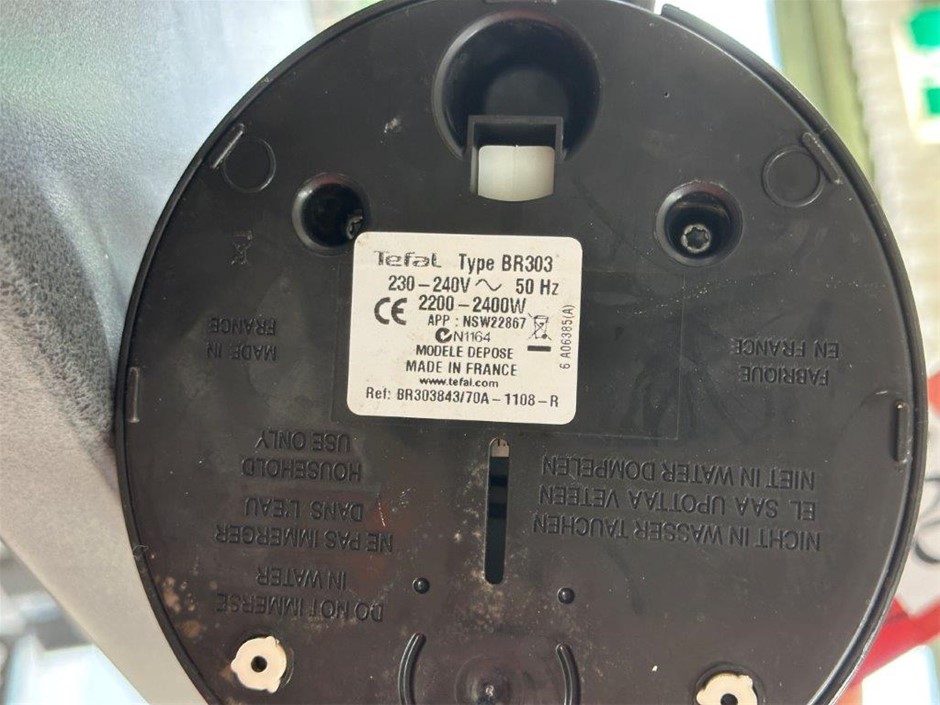 Tefal Type BR303
230-240V ~ 50 Hz
2200-2400W
CE
APP : NSW22867
N1164
MODELE DEPOSE
MADE IN FRANCE
www.tefal.com
Ref: BR303843/70A-1108-R
6 A06385(A)
MADE IN
FRANCE
FABRIQUE
EN FRANCE
DO NOT IMMERSE
IN WATER
NE PAS IMMERGER
DANS L'EAU
HOUSEHOLD
USE ONLY
NICHT IN WASSER TAUCHEN
EL SAA UPOTTAA VETEEN
NIET IN WATER DOMPELEN